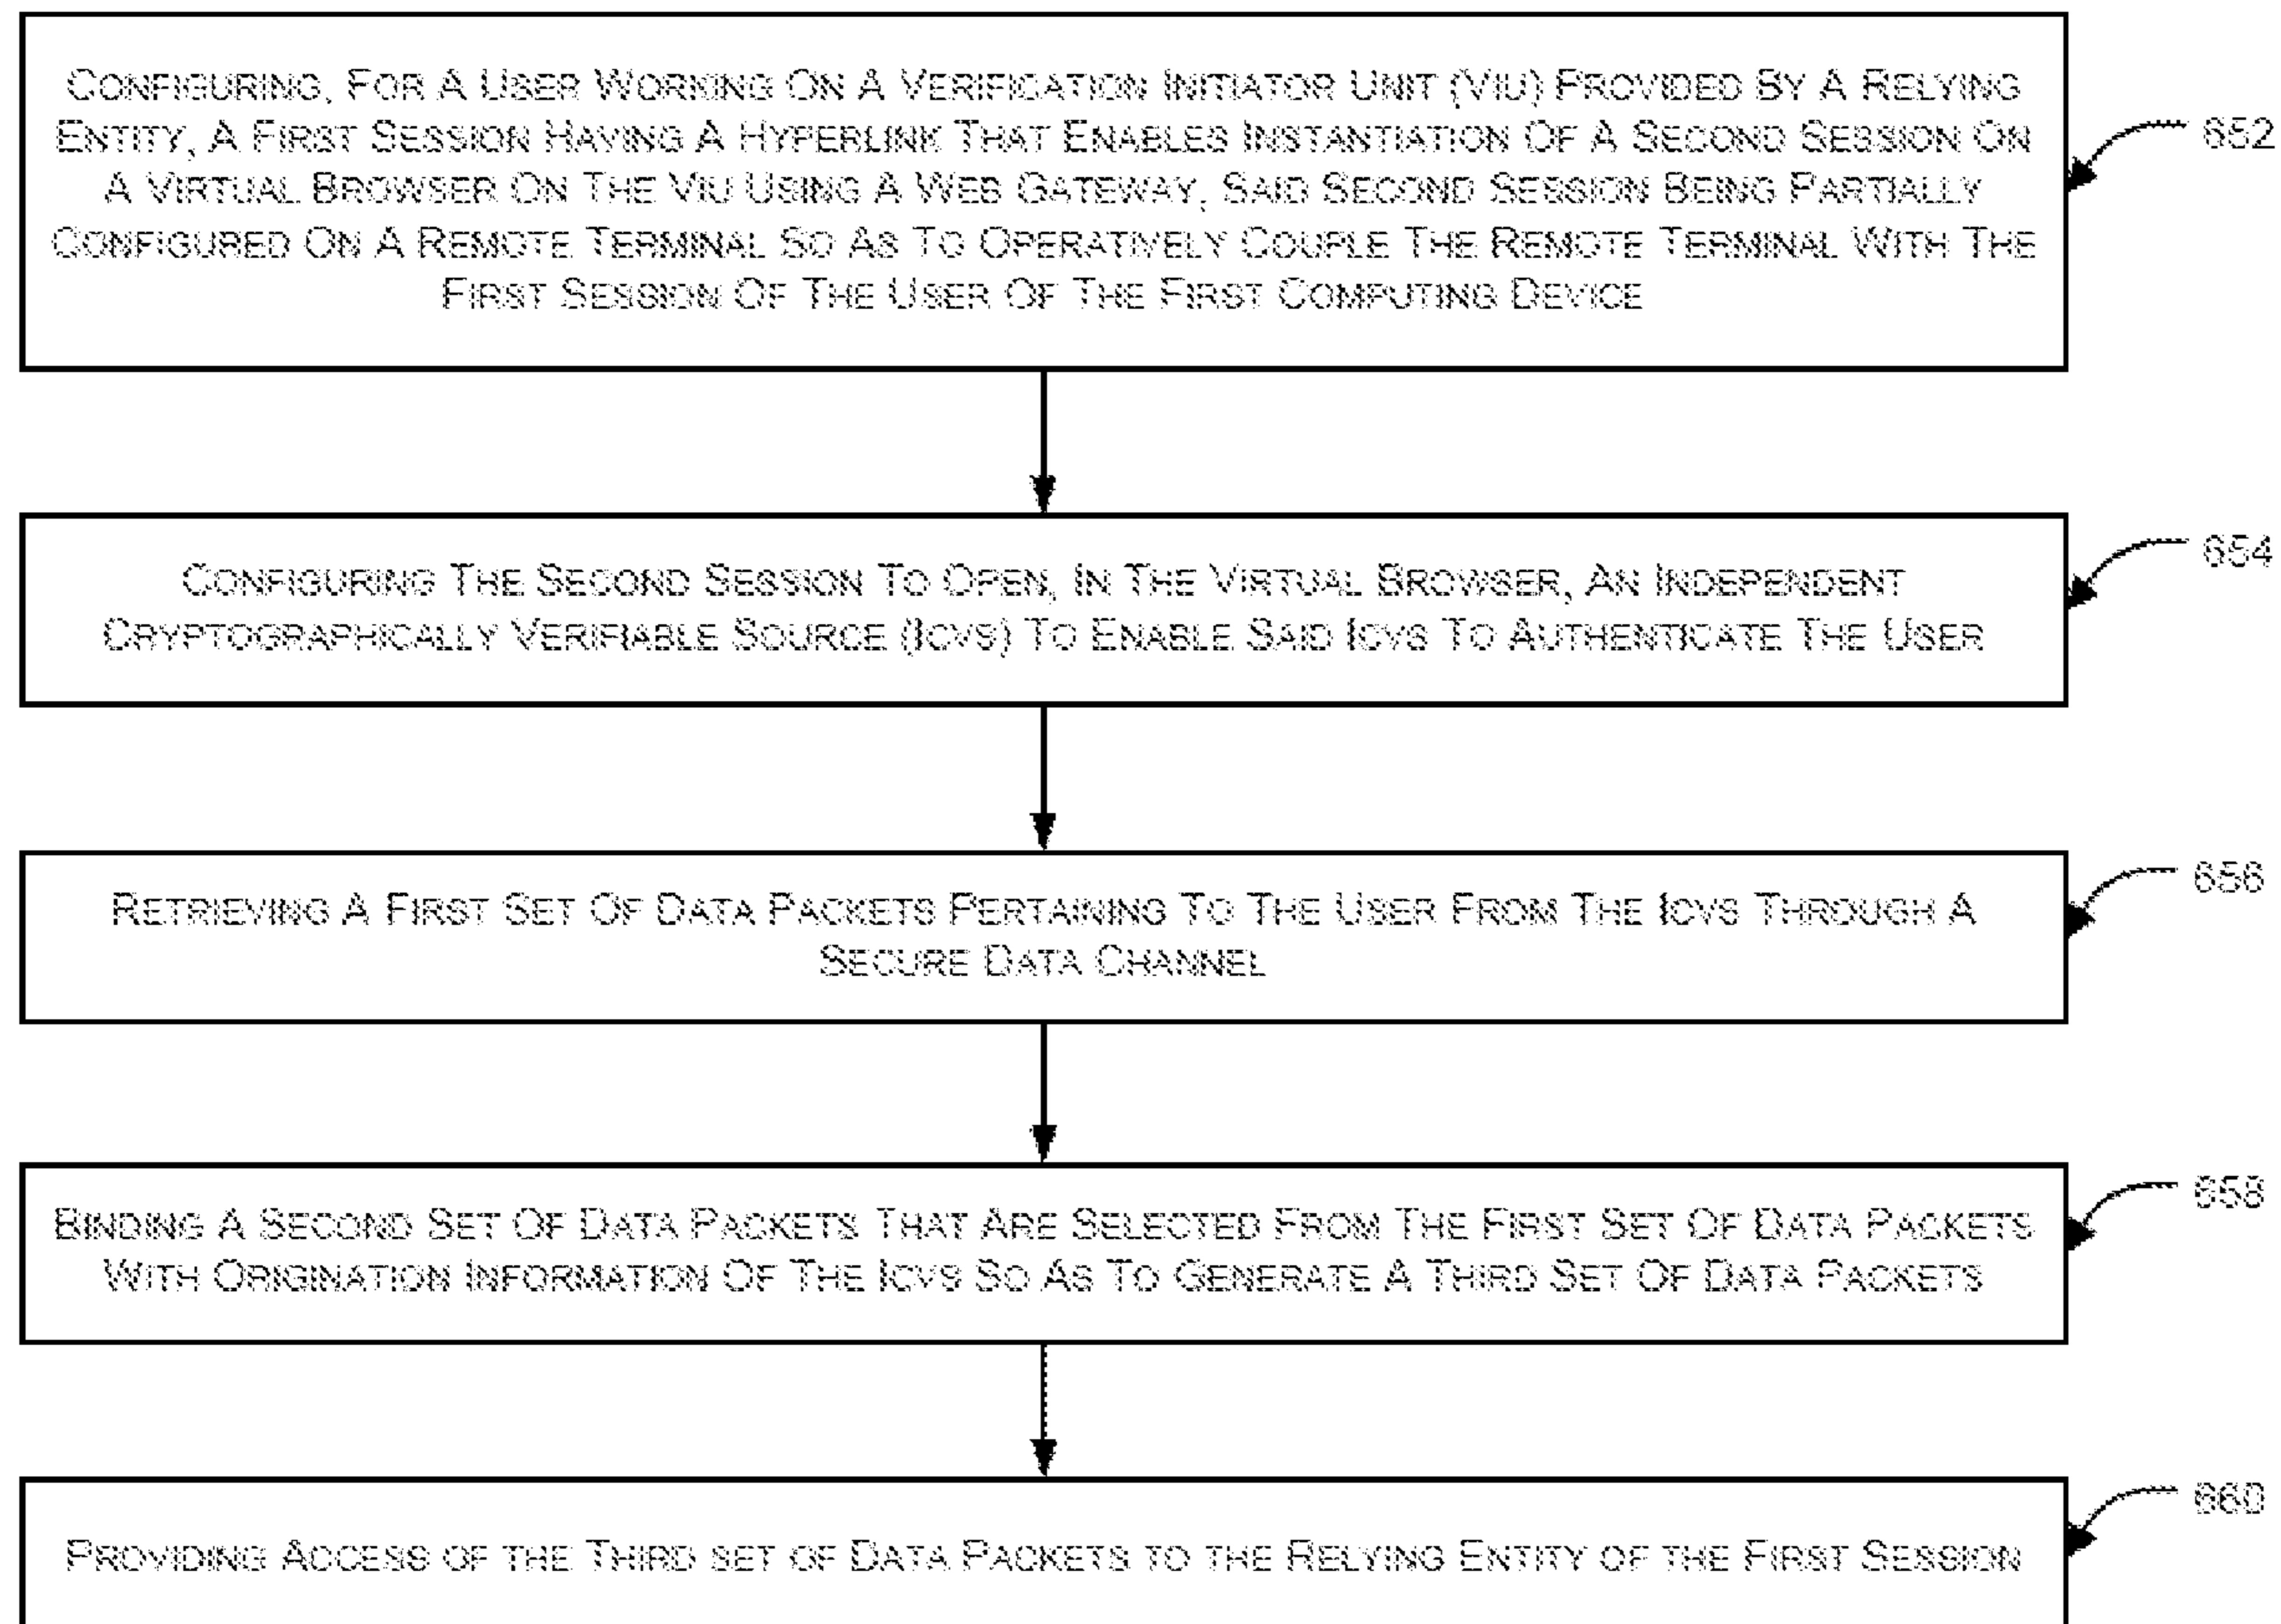 CONFIGURING, FOR A USER WORKING ON A VERIFICATION INITIATOR UNIT (VIU) PROVIDED BY A RELYING
ENTITY, A FIRST SESSION HAVING A HYPERLINK THAT ENABLES INSTANTIATION OF A SECOND SESSION ON
A VIRTUAL BROWSER ON THE VIU USING A WEB GATEWAY, SAID SECOND SESSION BEING PARTIALLY
CONFIGURED ON A REMOTE TERMINAL SO AS TO OPERATIVELY COUPLE THE REMOTE TERMINAL WITH THE
FIRST SESSION OF THE USER OF THE FIRST COMPUTING DEVICE
652
CONFIGURING THE SECOND SESSION TO OPEN, IN THE VIRTUAL BROWSER, AN INDEPENDENT
CRYPTOGRAPHICALLY VERIFIABLE SOURCE (ICVS) TO ENABLE SAID ICVS TO AUTHENTICATE THE USER
654
RETRIEVING A FIRST SET OF DATA PACKETS PERTAINING TO THE USER FROM THE ICVS THROUGH A
SECURE DATA CHANNEL
656
BINDING A SECOND SET OF DATA PACKETS THAT ARE SELECTED FROM THE FIRST SET OF DATA PACKETS
WITH ORIGINATION INFORMATION OF THE ICVS SO AS TO GENERATE A THIRD SET OF DATA PACKETS
658
PROVIDING ACCESS OF THE THIRD SET OF DATA PACKETS TO THE RELYING ENTITY OF THE FIRST SESSION
660